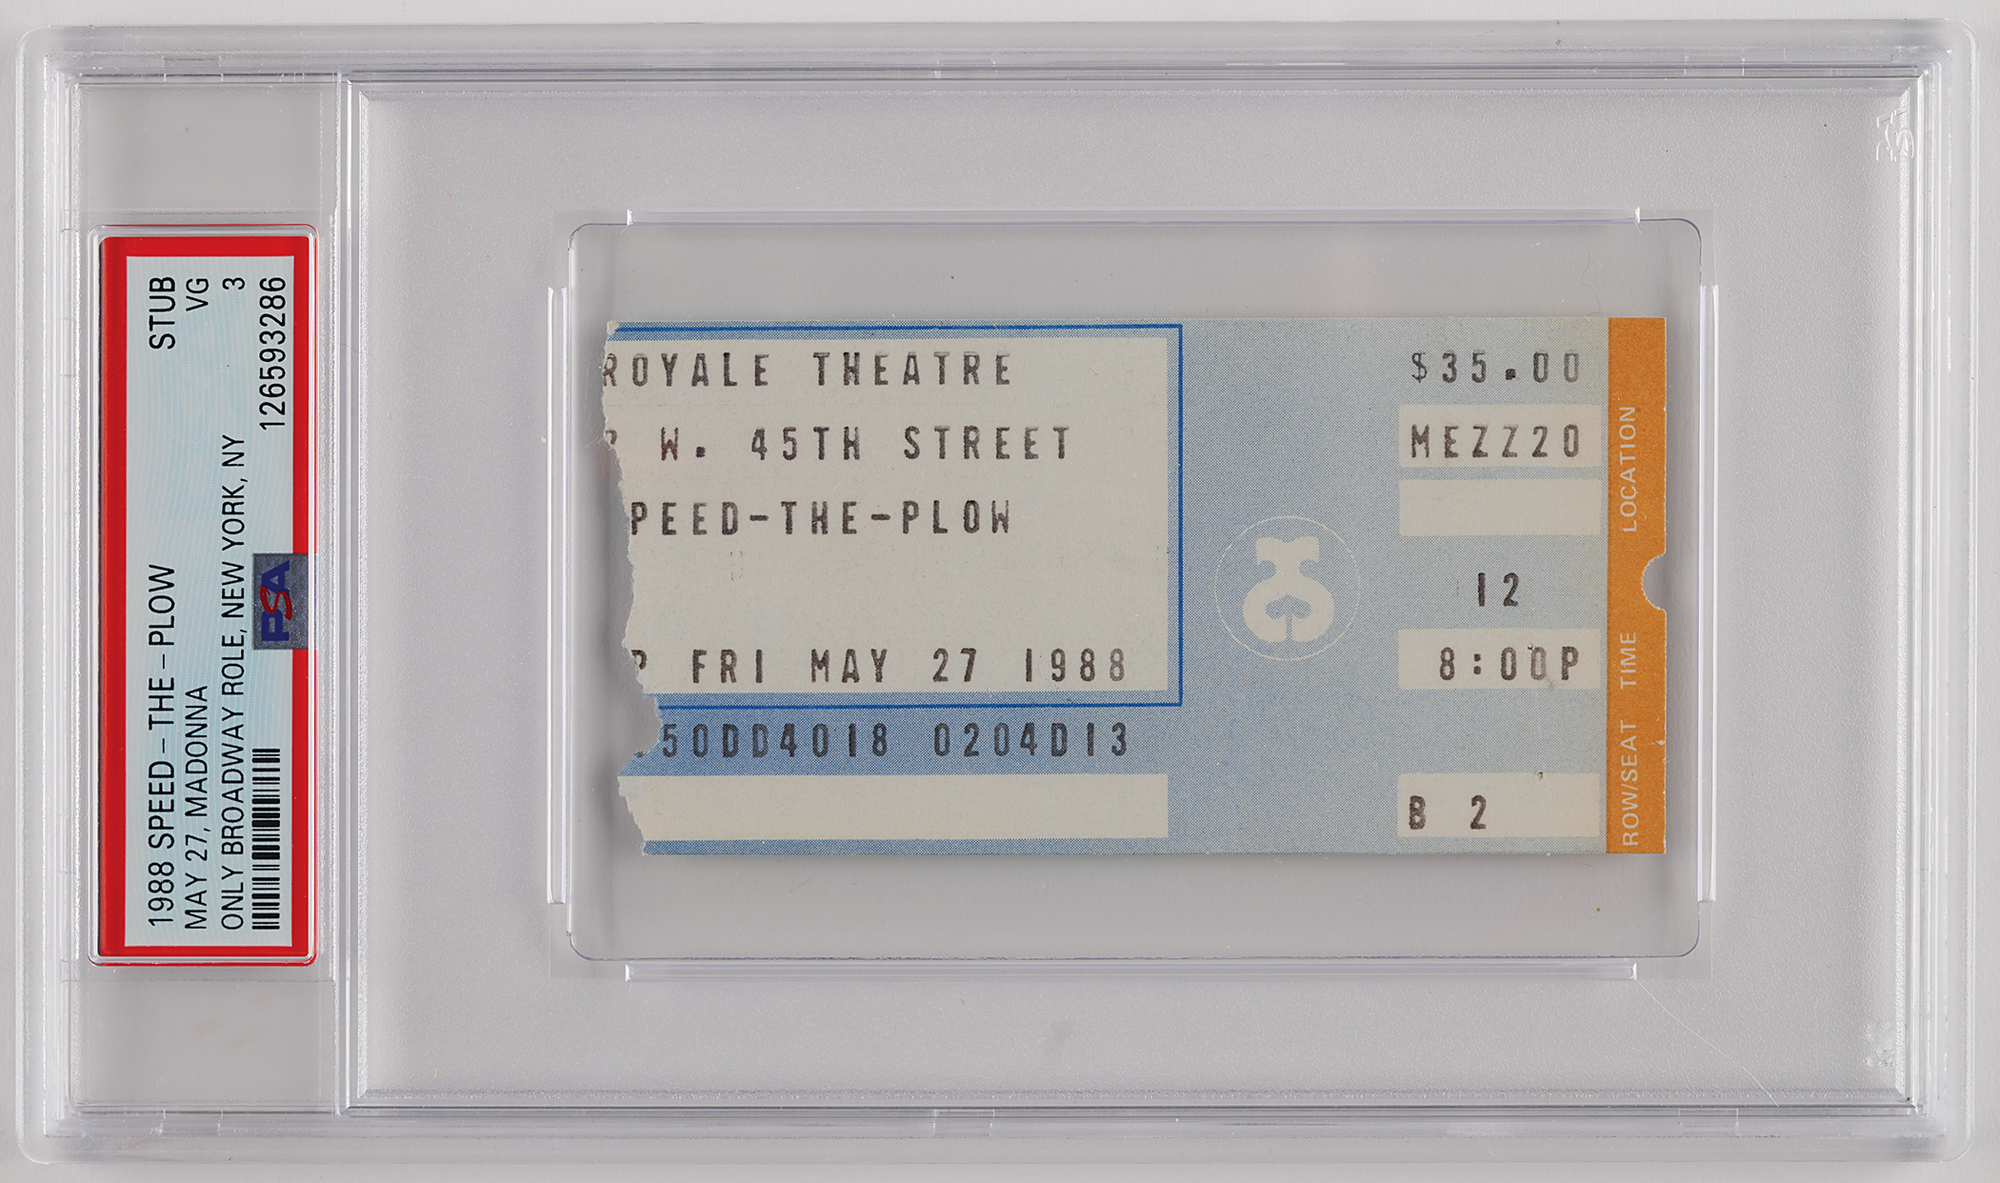 1988 SPEED-THE-PLOW STUB
MAY 27, MADONNA VG
ONLY BROADWAY ROLE, NEW YORK, NY 3
126593286
PSA
ROYALE THEATRE
W. 45TH STREET
PEED-THE-PLOW
FRI MAY 27 1988
50DD4018 0204D13
$35.00
MEZZ20
12
8:00P
B 2
LOCATION
TIME
ROW/SEAT
PSA